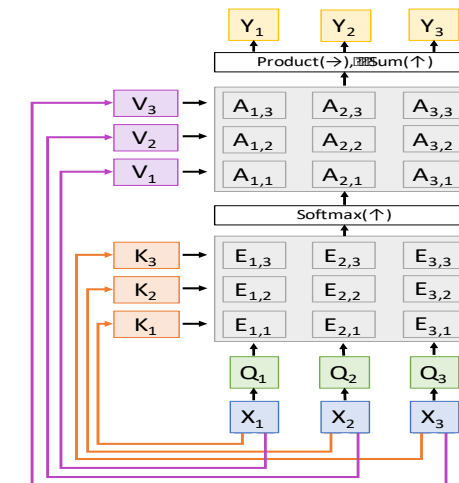 Y1 Y2 Y3
Product(→), Sum(↑)
V3 A1,3 A2,3 A3,3
V2 A1,2 A2,2 A3,2
V1 A1,1 A2,1 A3,1
Softmax(↑)
K3 E1,3 E2,3 E3,3
K2 E1,2 E2,2 E3,2
K1 E1,1 E2,1 E3,1
Q1 Q2 Q3
X1 X2 X3